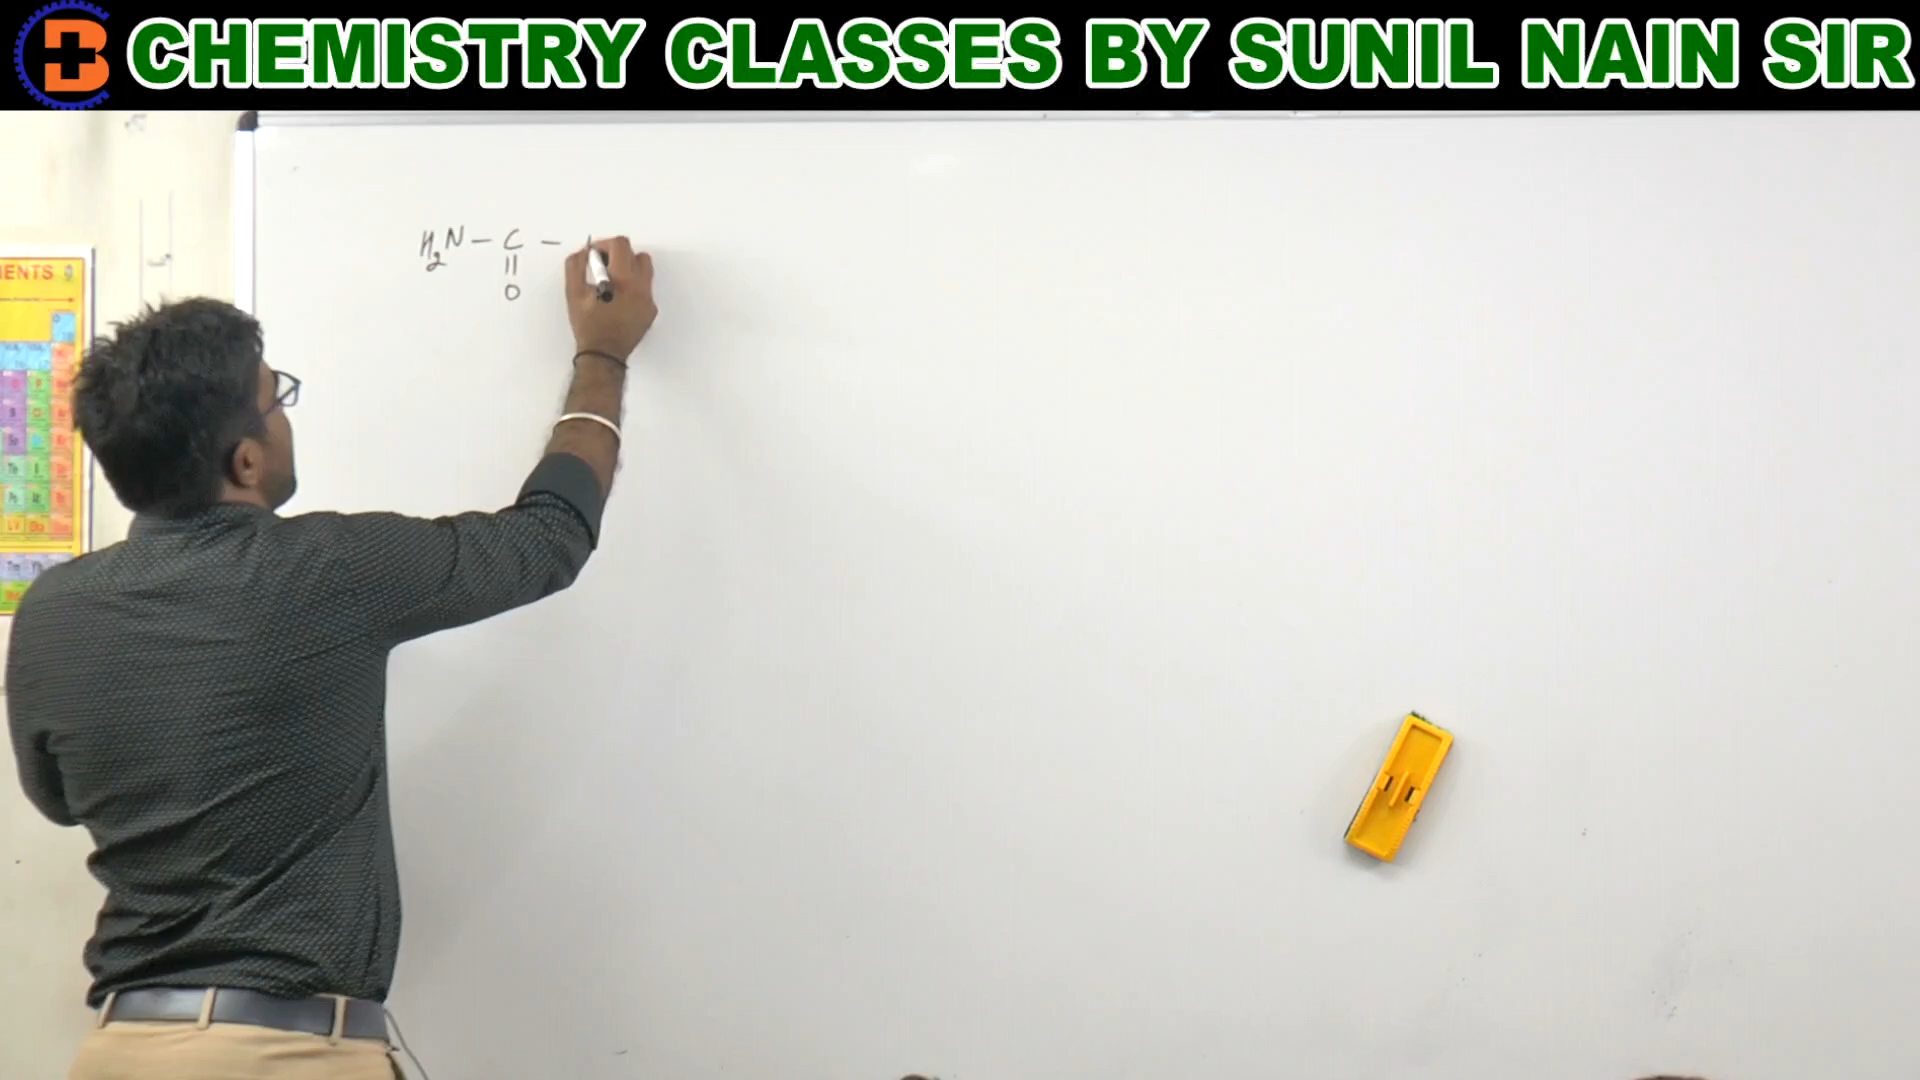 CHEMISTRY CLASSES BY SUNIL NAIN SIR
H₂N - C -
||
O
ENTS